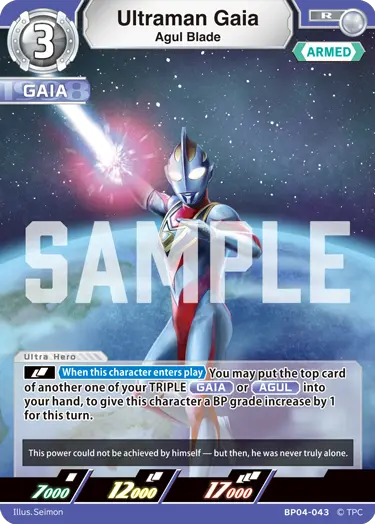 Ultraman Gaia
Agul Blade
R
3
ARMED
GAIA
SAMPLE
Ultra Hero
When this character enters play You may put the top card
of another one of your TRIPLE GAIA or AGUL into
your hand, to give this character a BP grade increase by 1
for this turn.
This power could not be achieved by himself — but then, he was never truly alone.
7000 12000 17000
Illus.Seimon BP04-043 © TPC